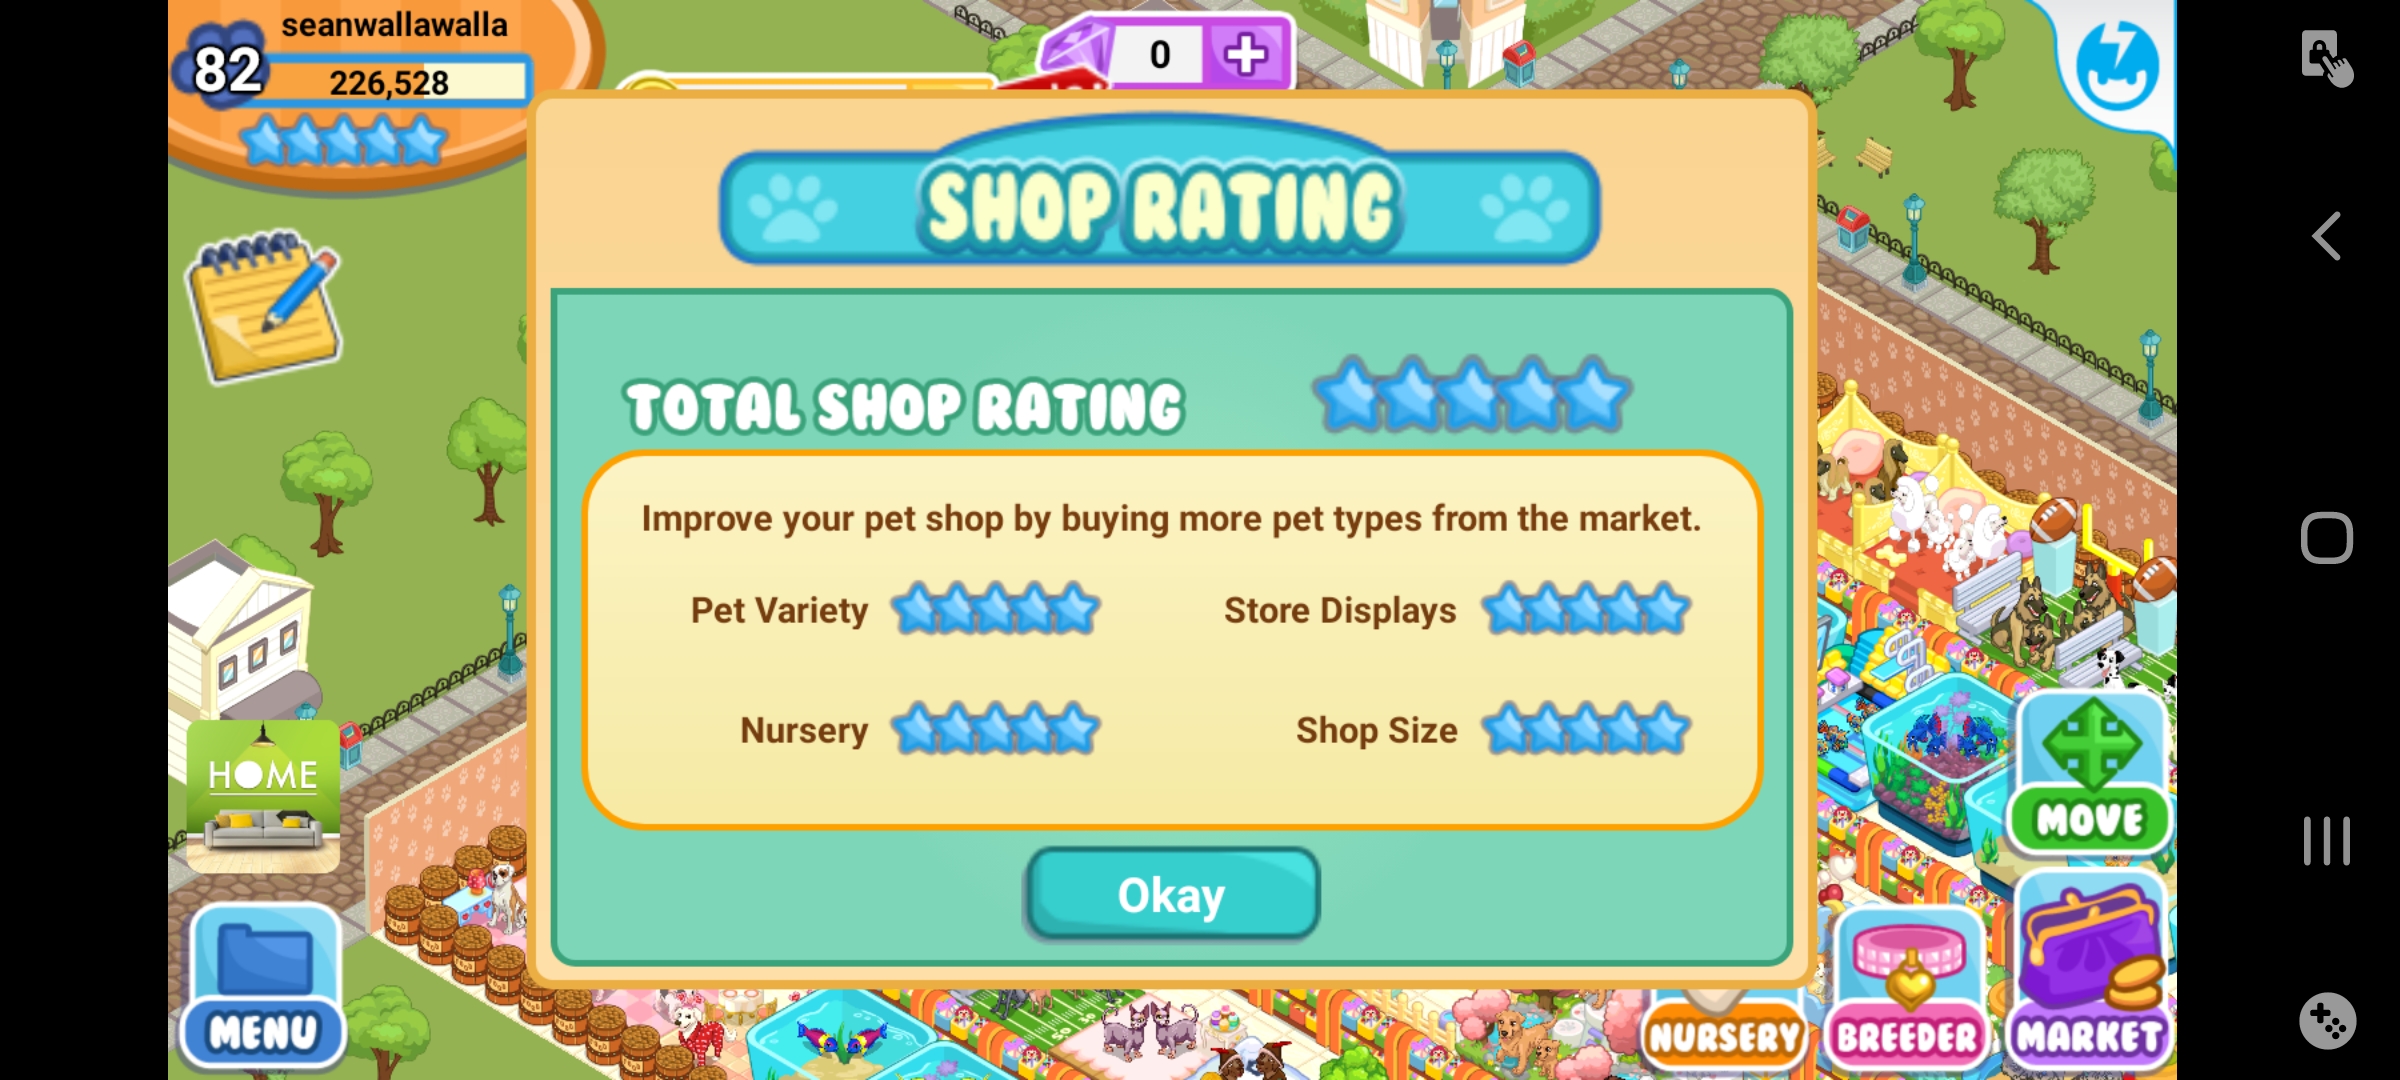 seanwallawalla
82
226,528
0
SHOP RATING
TOTAL SHOP RATING
Improve your pet shop by buying more pet types from the market.
Pet Variety
Store Displays
Nursery
Shop Size
Okay
HOME
MENU
MOVE
NURSERY
BREEDER
MARKET